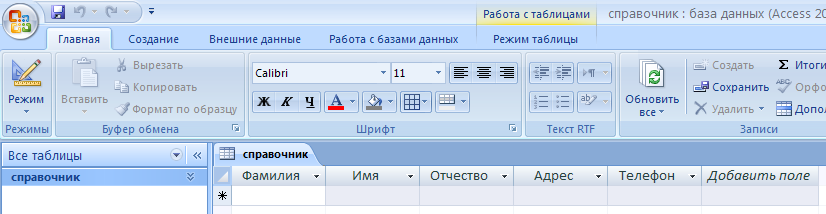 Работа с таблицами
справочник : база данных (Access 20
Главная Создание Внешние данные Работа с базами данных Режим таблицы
Режим
Вставить
Вырезать
Копировать
Формат по образцу
Calibri 11
Ж К Ч
Обновить все
Создать
Сохранить
Удалить
Итоги
Орфо
Допол
Режимы Буфер обмена Шрифт Текст RTF Записи
Все таблицы
справочник
справочник
Фамилия Имя Отчество Адрес Телефон Добавить поле